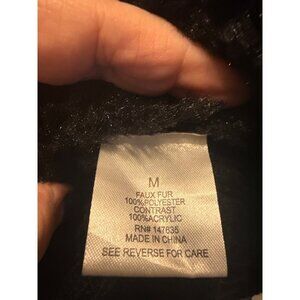 M
FAUX FUR
100%POLYESTER
CONTRAST
100%ACRYLIC
RN# 147635
MADE IN CHINA
SEE REVERSE FOR CARE